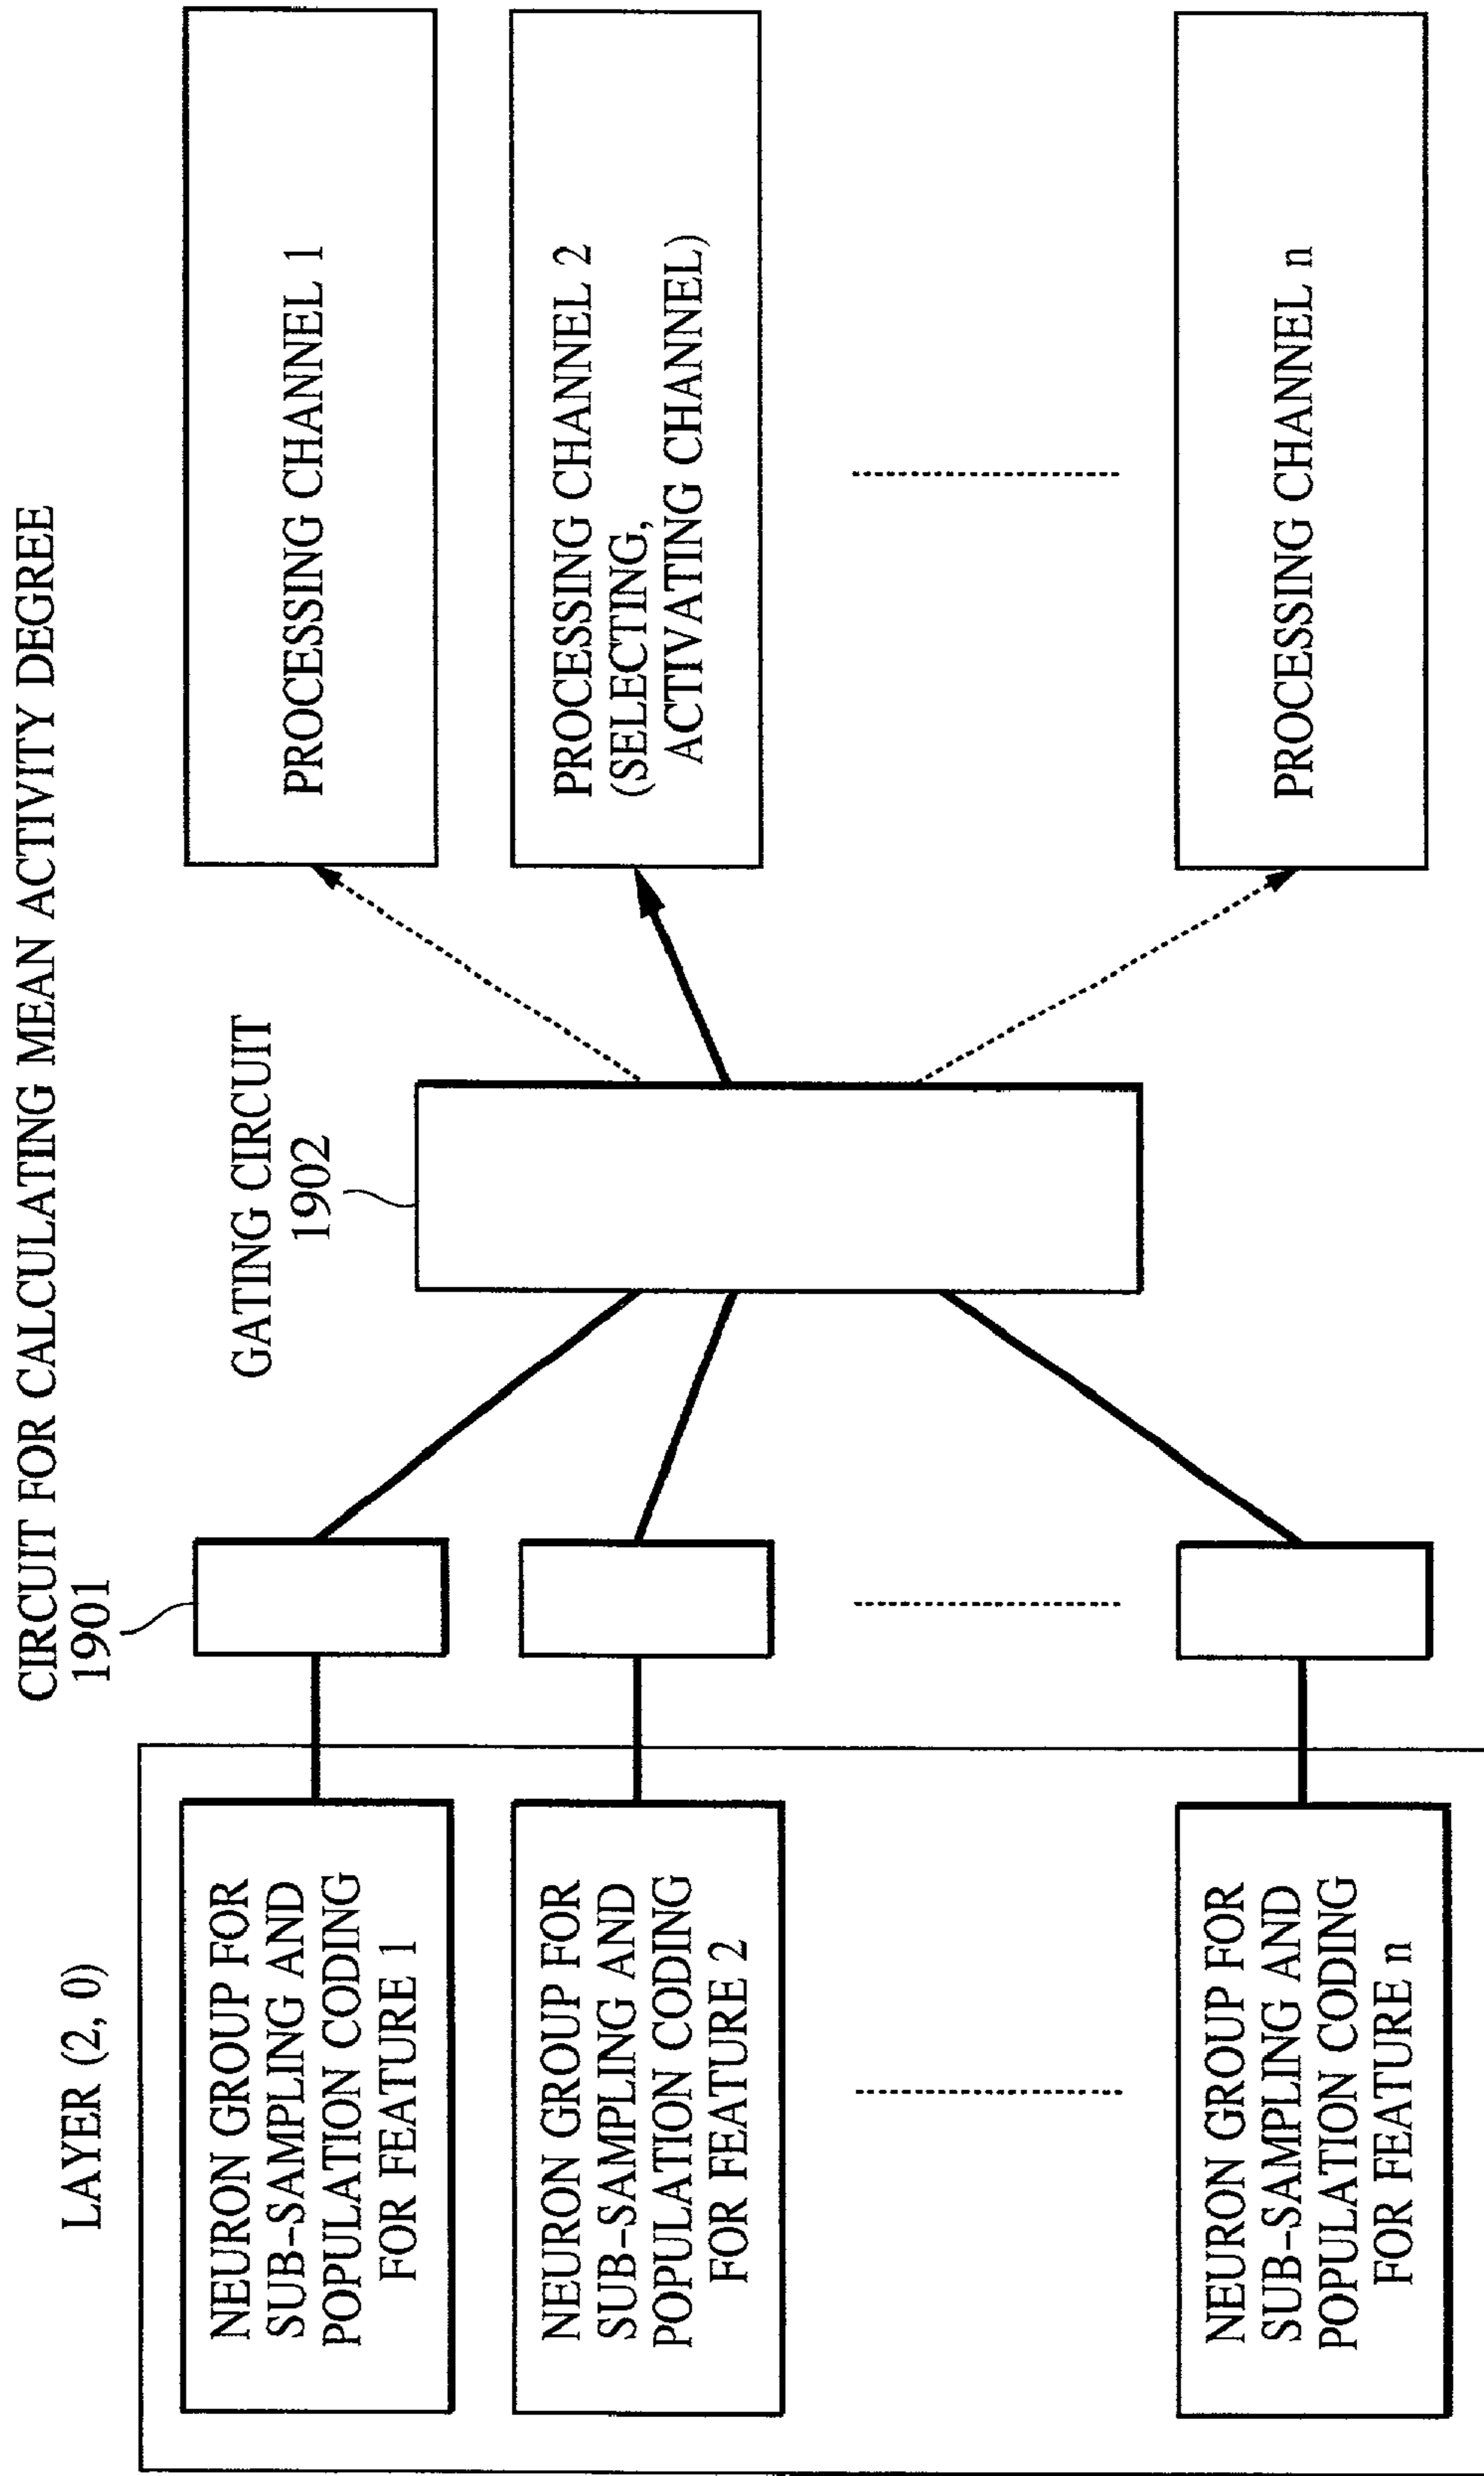 CIRCUIT FOR CALCULATING MEAN ACTIVITY DEGREE
1901
LAYER (2, 0)
GATING CIRCUIT
1902
NEURON GROUP FOR
SUB-SAMPLING AND
POPULATION CODING
FOR FEATURE 1
PROCESSING CHANNEL 1
NEURON GROUP FOR
SUB-SAMPLING AND
POPULATION CODING
FOR FEATURE 2
PROCESSING CHANNEL 2
(SELECTING,
ACTIVATING CHANNEL)
NEURON GROUP FOR
SUB-SAMPLING AND
POPULATION CODING
FOR FEATURE n
PROCESSING CHANNEL n